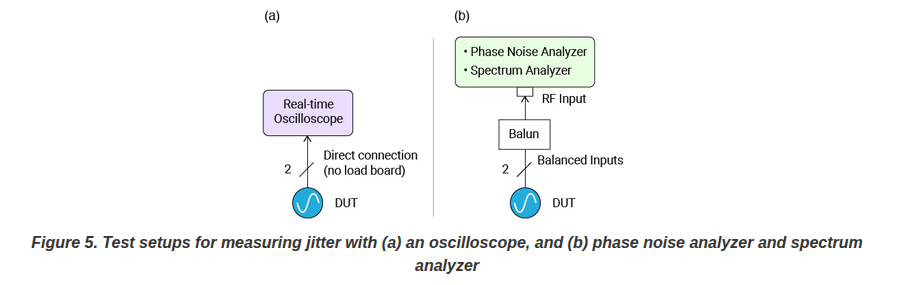 (a)
Real-time
Oscilloscope
Direct connection
(no load board)
2
DUT
(b)
• Phase Noise Analyzer
• Spectrum Analyzer
RF Input
Balun
Balanced Inputs
2
DUT
Figure 5. Test setups for measuring jitter with (a) an oscilloscope, and (b) phase noise analyzer and spectrum
analyzer